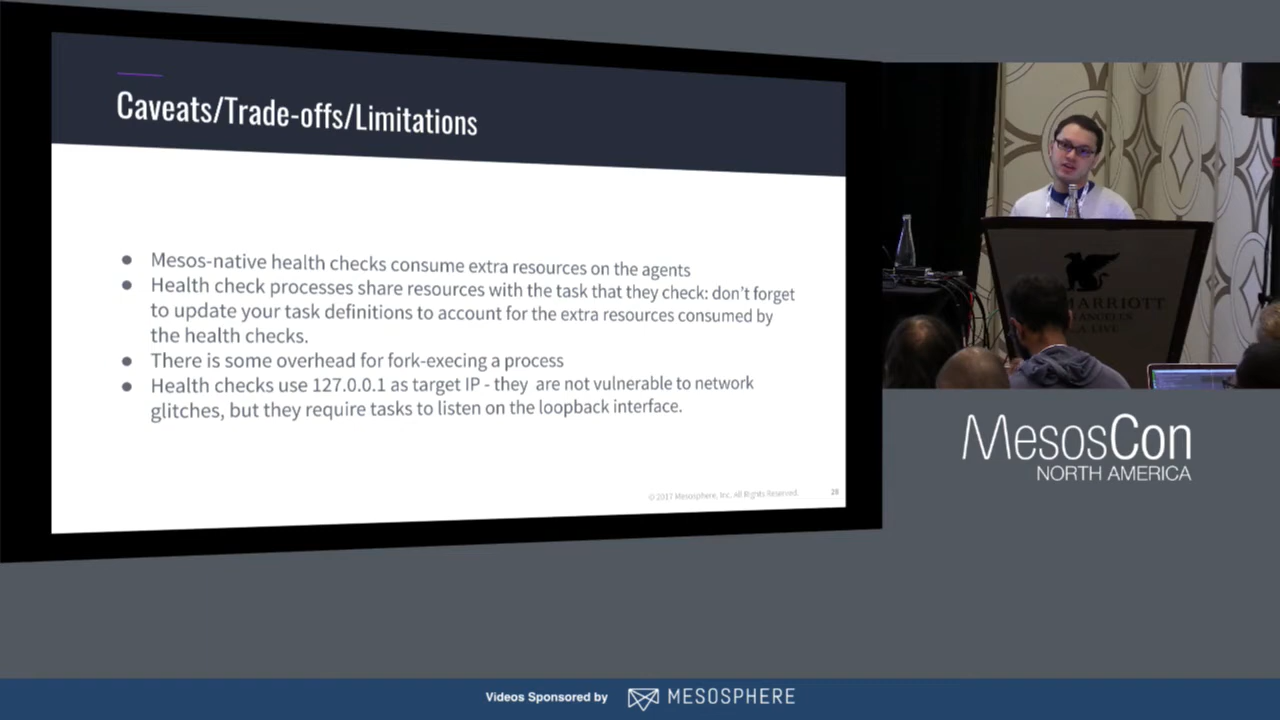 Caveats/Trade-offs/Limitations
● Mesos-native health checks consume extra resources on the agents
● Health check processes share resources with the task that they check: don't forget
to update your task definitions to account for the extra resources consumed by
the health checks.
● There is some overhead for fork-execing a process
● Health checks use 127.0.0.1 as target IP - they are not vulnerable to network
glitches, but they require tasks to listen on the loopback interface.
© 2017 Mesosphere, Inc. All Rights Reserved.
28
MARRIOTT
LIVE
MesosCon
NORTH AMERICA
Videos Sponsored by
MESOSPHERE